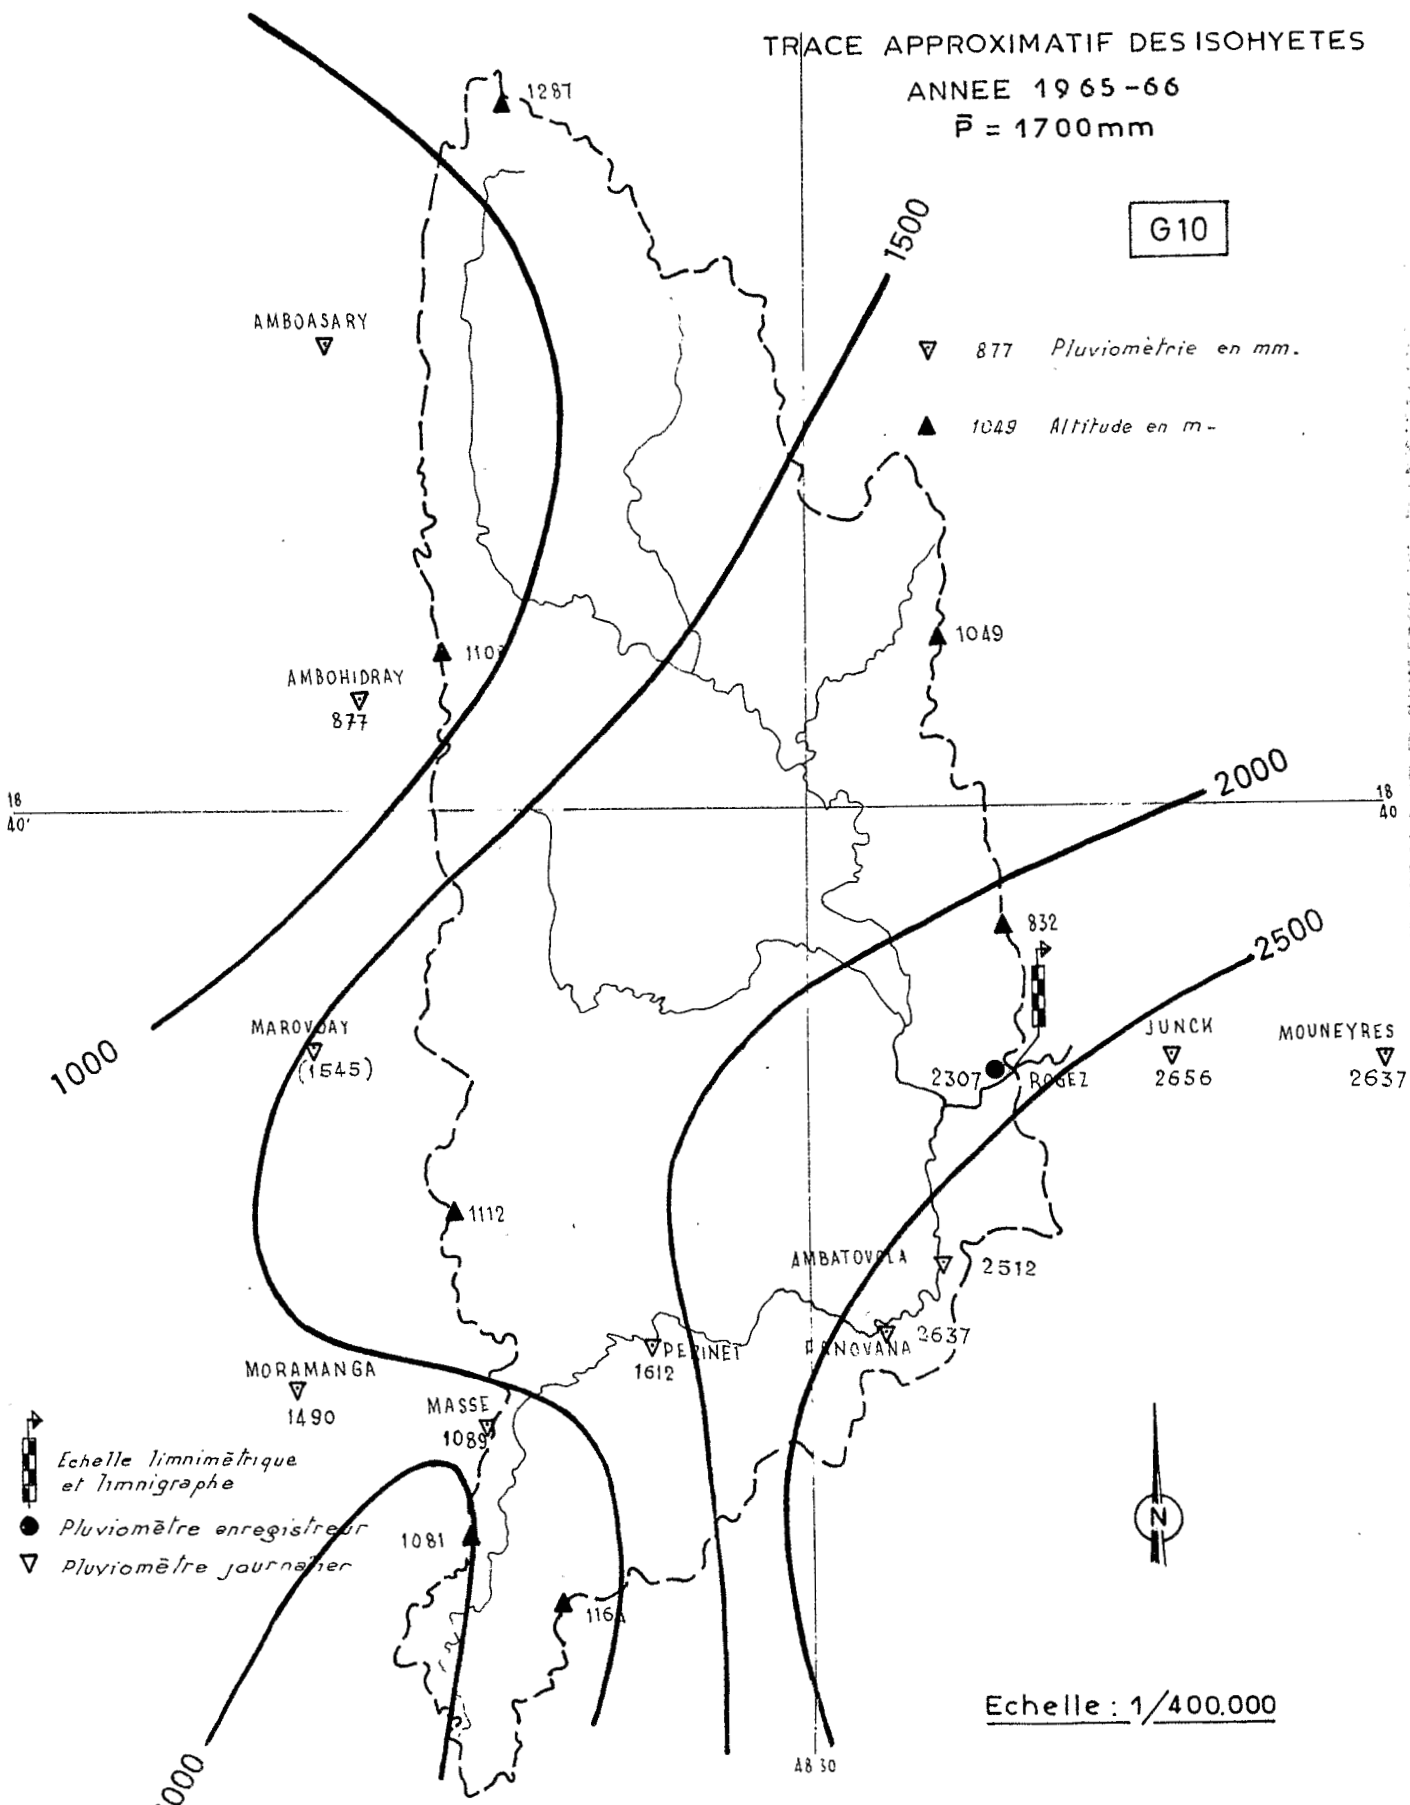 TRACE APPROXIMATIF DES ISOHYETES
ANNEE 1965-66
P̄ = 1700mm
G10
1287
1500
AMBOASARY
877 Pluviomètrie en mm.
1049 Altitude en m-
1049
AMBOHIDRAY
877
18
40'
2000
18
40
832
2500
MAROVOAY
(1545)
1000
JUNCK
2656
MOUNEYRES
2637
2307
ROGEZ
1112
AMBATOVOLA
2512
2637
PERINET
1612
FANOVANA
MORAMANGA
1490
MASSE
1089
Echelle limnimètrique
et limnigraphe
Pluviomètre enregistreur
Pluviomètre journalier
1081
N
Echelle : 1/400.000
48 30